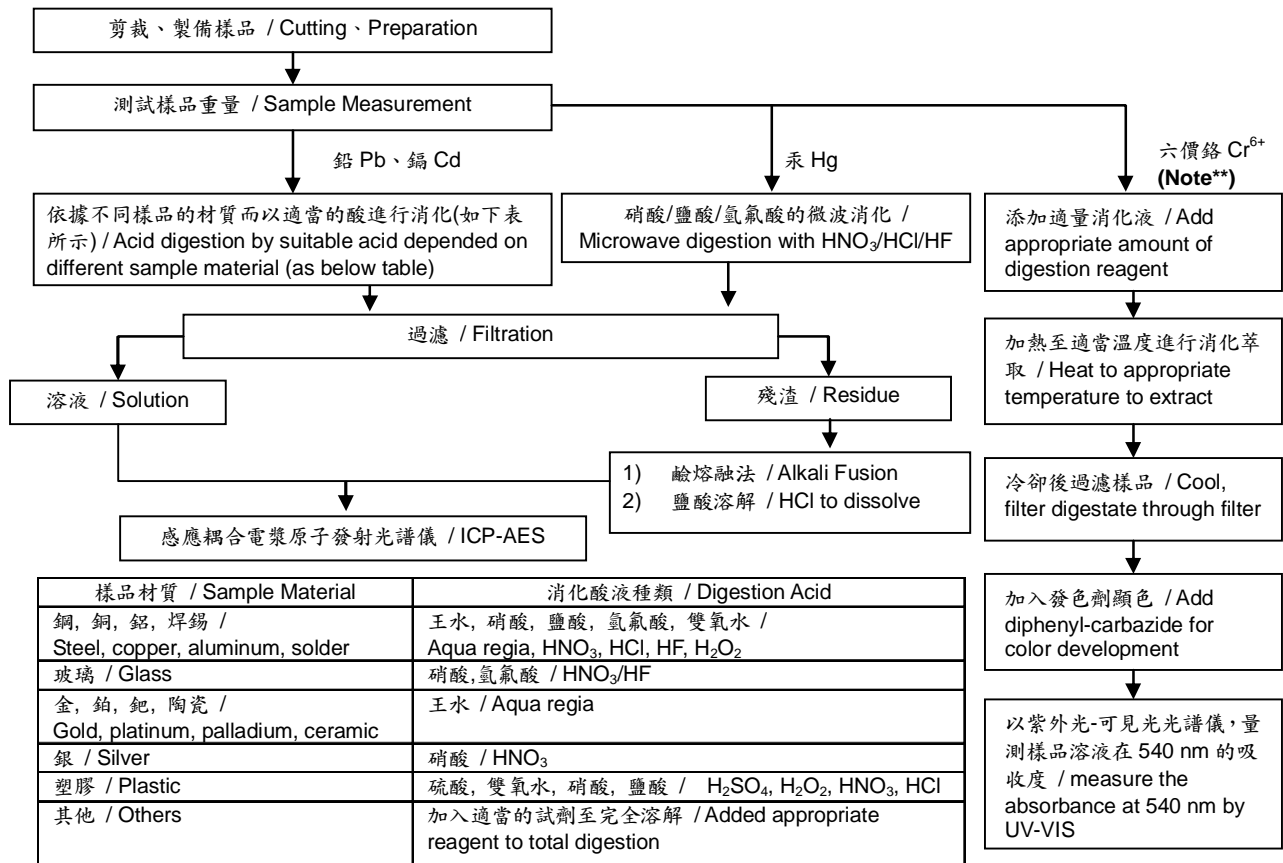 剪裁、製備樣品 / Cutting、Preparation
測試樣品重量 / Sample Measurement
鉛 Pb、鎘 Cd
汞 Hg
六價鉻 Cr⁶⁺
(Note**)
依據不同樣品的材質而以適當的酸進行消化(如下表
所示) / Acid digestion by suitable acid depended on
different sample material (as below table)
硝酸/鹽酸/氫氟酸的微波消化 /
Microwave digestion with HNO₃/HCl/HF
添加適量消化液 / Add
appropriate amount of
digestion reagent
過濾 / Filtration
加熱至適當溫度進行消化萃
取 / Heat to appropriate
temperature to extract
溶液 / Solution
殘渣 / Residue
1) 鹼熔融法 / Alkali Fusion
2) 鹽酸溶解 / HCl to dissolve
冷卻後過濾樣品 / Cool,
filter digestate through filter
感應耦合電漿原子發射光譜儀 / ICP-AES
加入發色劑顯色 / Add
diphenyl-carbazide for
color development
以紫外光-可見光光譜儀，量
測樣品溶液在 540 nm 的吸
收度 / measure the
absorbance at 540 nm by
UV-VIS
樣品材質 / Sample Material
消化酸液種類 / Digestion Acid
鋼, 銅, 鋁, 焊錫 /
Steel, copper, aluminum, solder
王水, 硝酸, 鹽酸, 氫氟酸, 雙氧水 /
Aqua regia, HNO₃, HCl, HF, H₂O₂
玻璃 / Glass
硝酸,氫氟酸 / HNO₃/HF
金, 鉑, 鈀, 陶瓷 /
Gold, platinum, palladium, ceramic
王水 / Aqua regia
銀 / Silver
硝酸 / HNO₃
塑膠 / Plastic
硫酸, 雙氧水, 硝酸, 鹽酸 / H₂SO₄, H₂O₂, HNO₃, HCl
其他 / Others
加入適當的試劑至完全溶解 / Added appropriate
reagent to total digestion